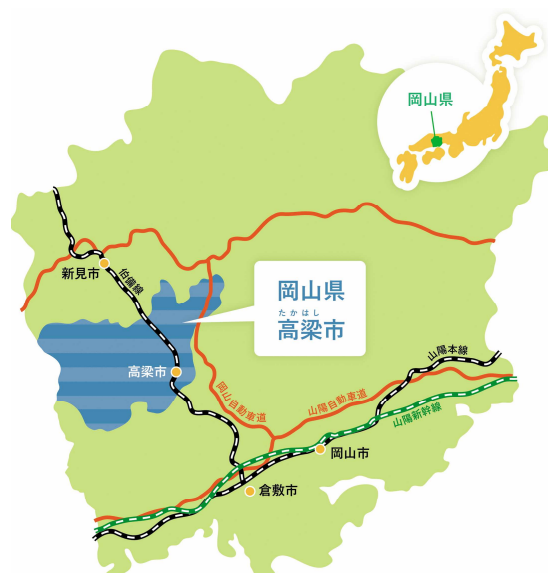 岡山県
新見市
伯備線
岡山県
たかはし
高梁市
高梁市
岡山自動車道
山陽自動車道
山陽本線
山陽新幹線
岡山市
倉敷市